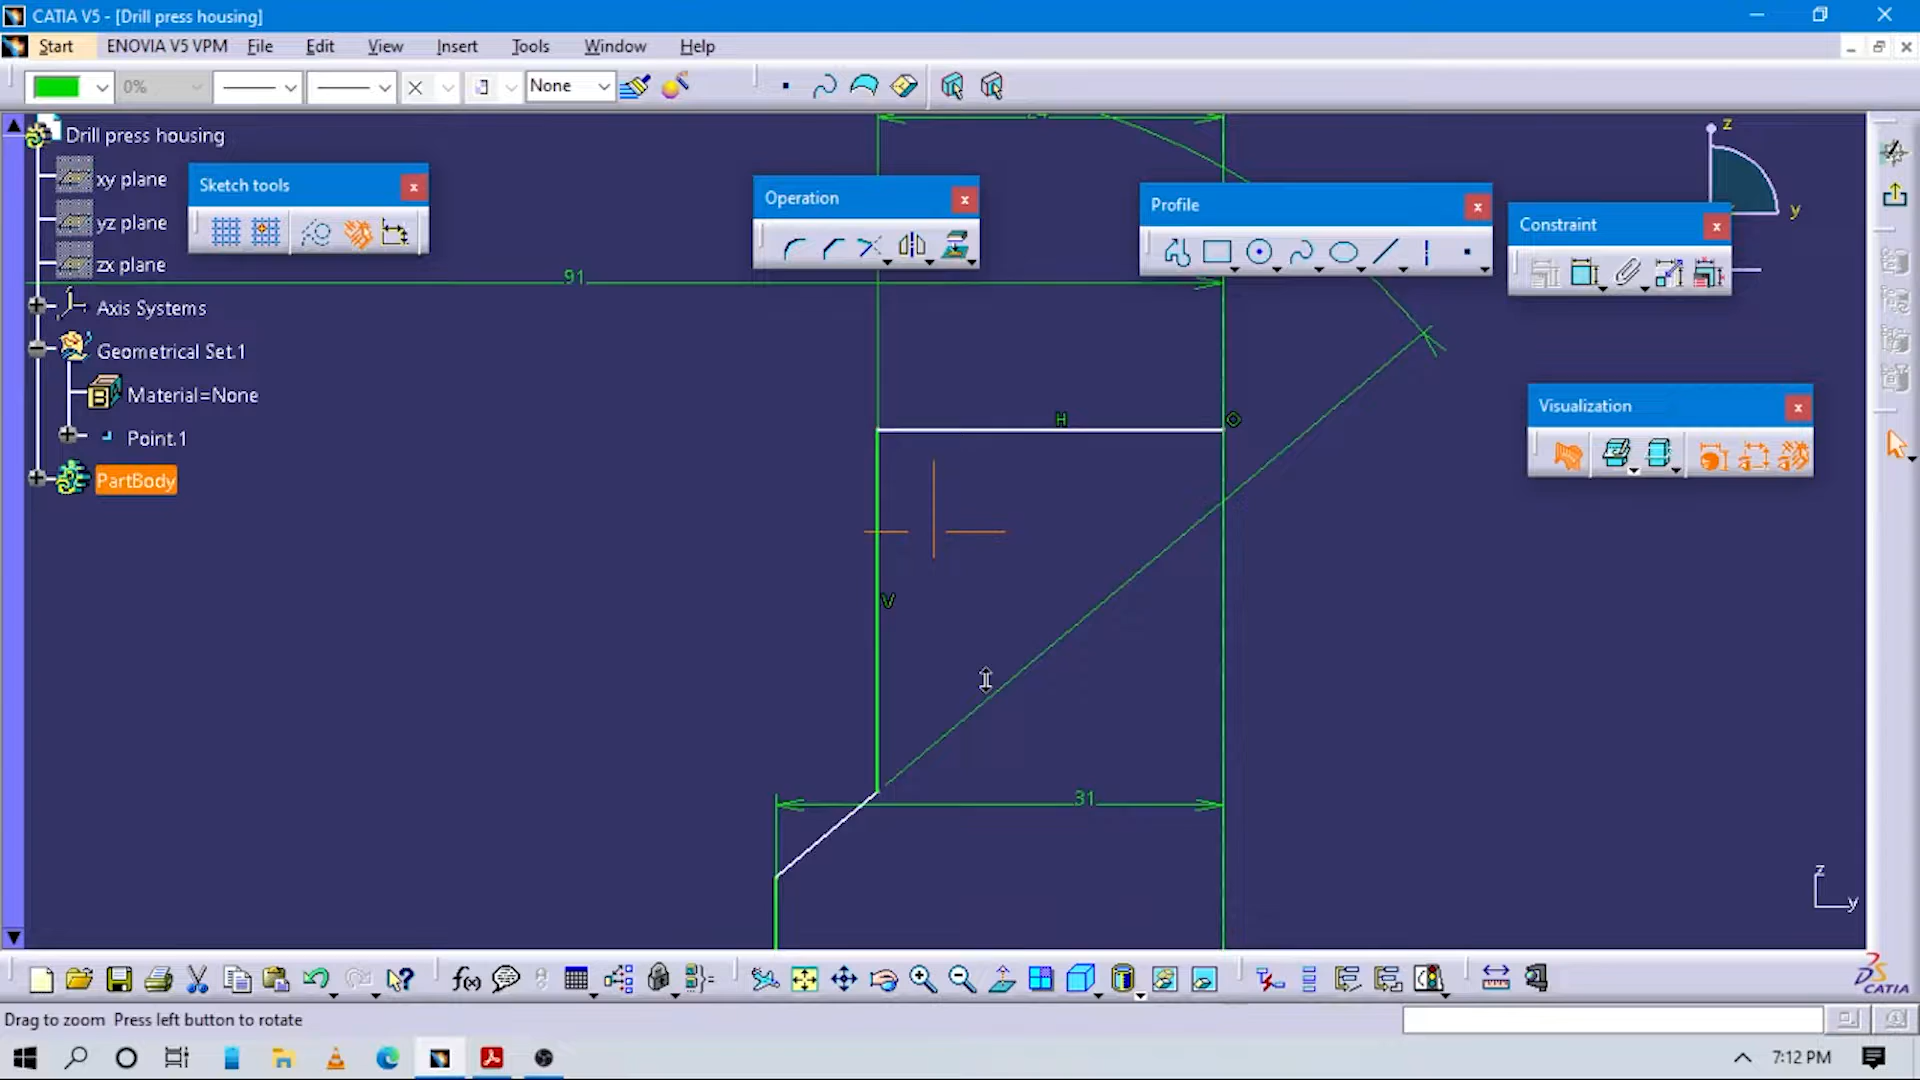 CATIA V5 - [Drill press housing]
Start ENOVIA V5 VPM File Edit View Insert Tools Window Help
0% None
Drill press housing
xy plane
yz plane
zx plane
Axis Systems
Geometrical Set.1
Material=None
Point.1
PartBody
Sketch tools
Operation
Profile
Constraint
Visualization
z
y
91
H
V
31
z
y
f(x)
CATIA
Drag to zoom Press left button to rotate
7:12 PM